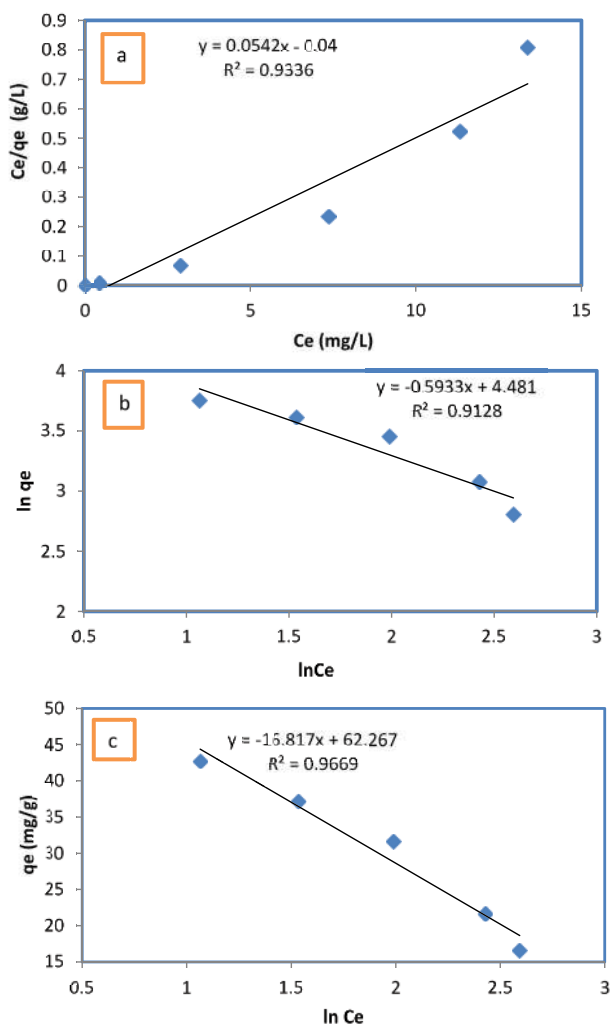 a
y = 0.0542x - 0.04
R² = 0.9336
0.9
0.8
0.7
0.6
0.5
0.4
0.3
0.2
0.1
0
Ce/qe (g/L)
0 5 10 15
Ce (mg/L)
b
y = -0.5933x + 4.481
R² = 0.9128
4
3.5
3
2.5
2
ln qe
0.5 1 1.5 2 2.5 3
lnCe
c
y = -16.817x + 62.267
R² = 0.9669
50
45
40
35
30
25
20
15
qe (mg/g)
0.5 1 1.5 2 2.5 3
ln Ce